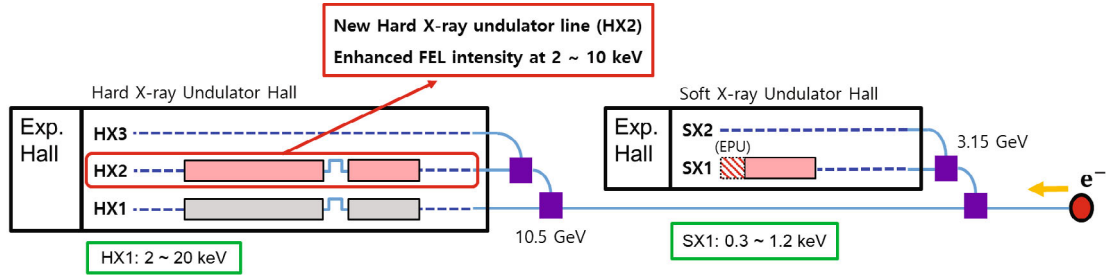 New Hard X-ray undulator line (HX2)
Enhanced FEL intensity at 2 ~ 10 keV
Hard X-ray Undulator Hall
Soft X-ray Undulator Hall
Exp.
Hall
HX3
HX2
HX1
Exp.
Hall
SX2
(EPU)
SX1
3.15 GeV
e⁻
10.5 GeV
HX1: 2 ~ 20 keV
SX1: 0.3 ~ 1.2 keV